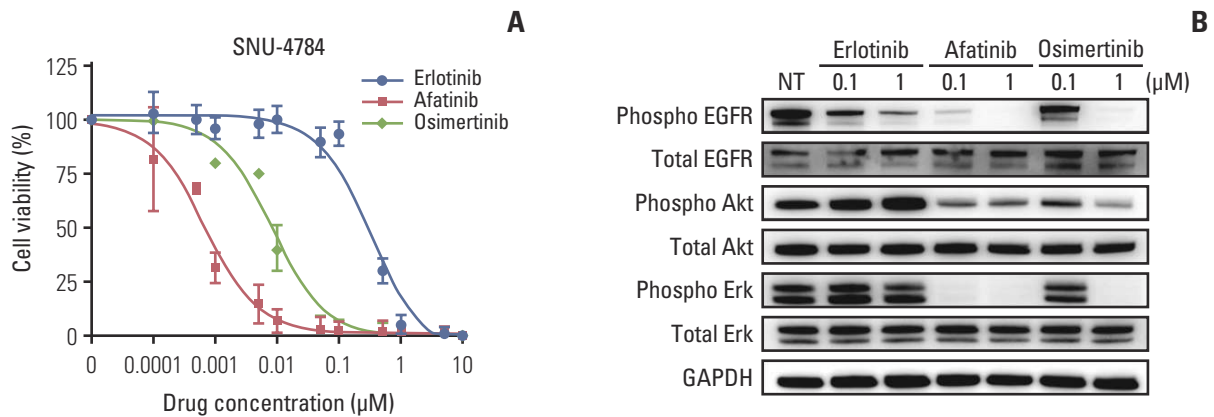 A
SNU-4784
125
100
75
50
25
0
Cell viability (%)
0 0.0001 0.001 0.01 0.1 1 10
Drug concentration (μM)
Erlotinib
Afatinib
Osimertinib
B
Erlotinib Afatinib Osimertinib
NT 0.1 1 0.1 1 0.1 1 (μM)
Phospho EGFR
Total EGFR
Phospho Akt
Total Akt
Phospho Erk
Total Erk
GAPDH